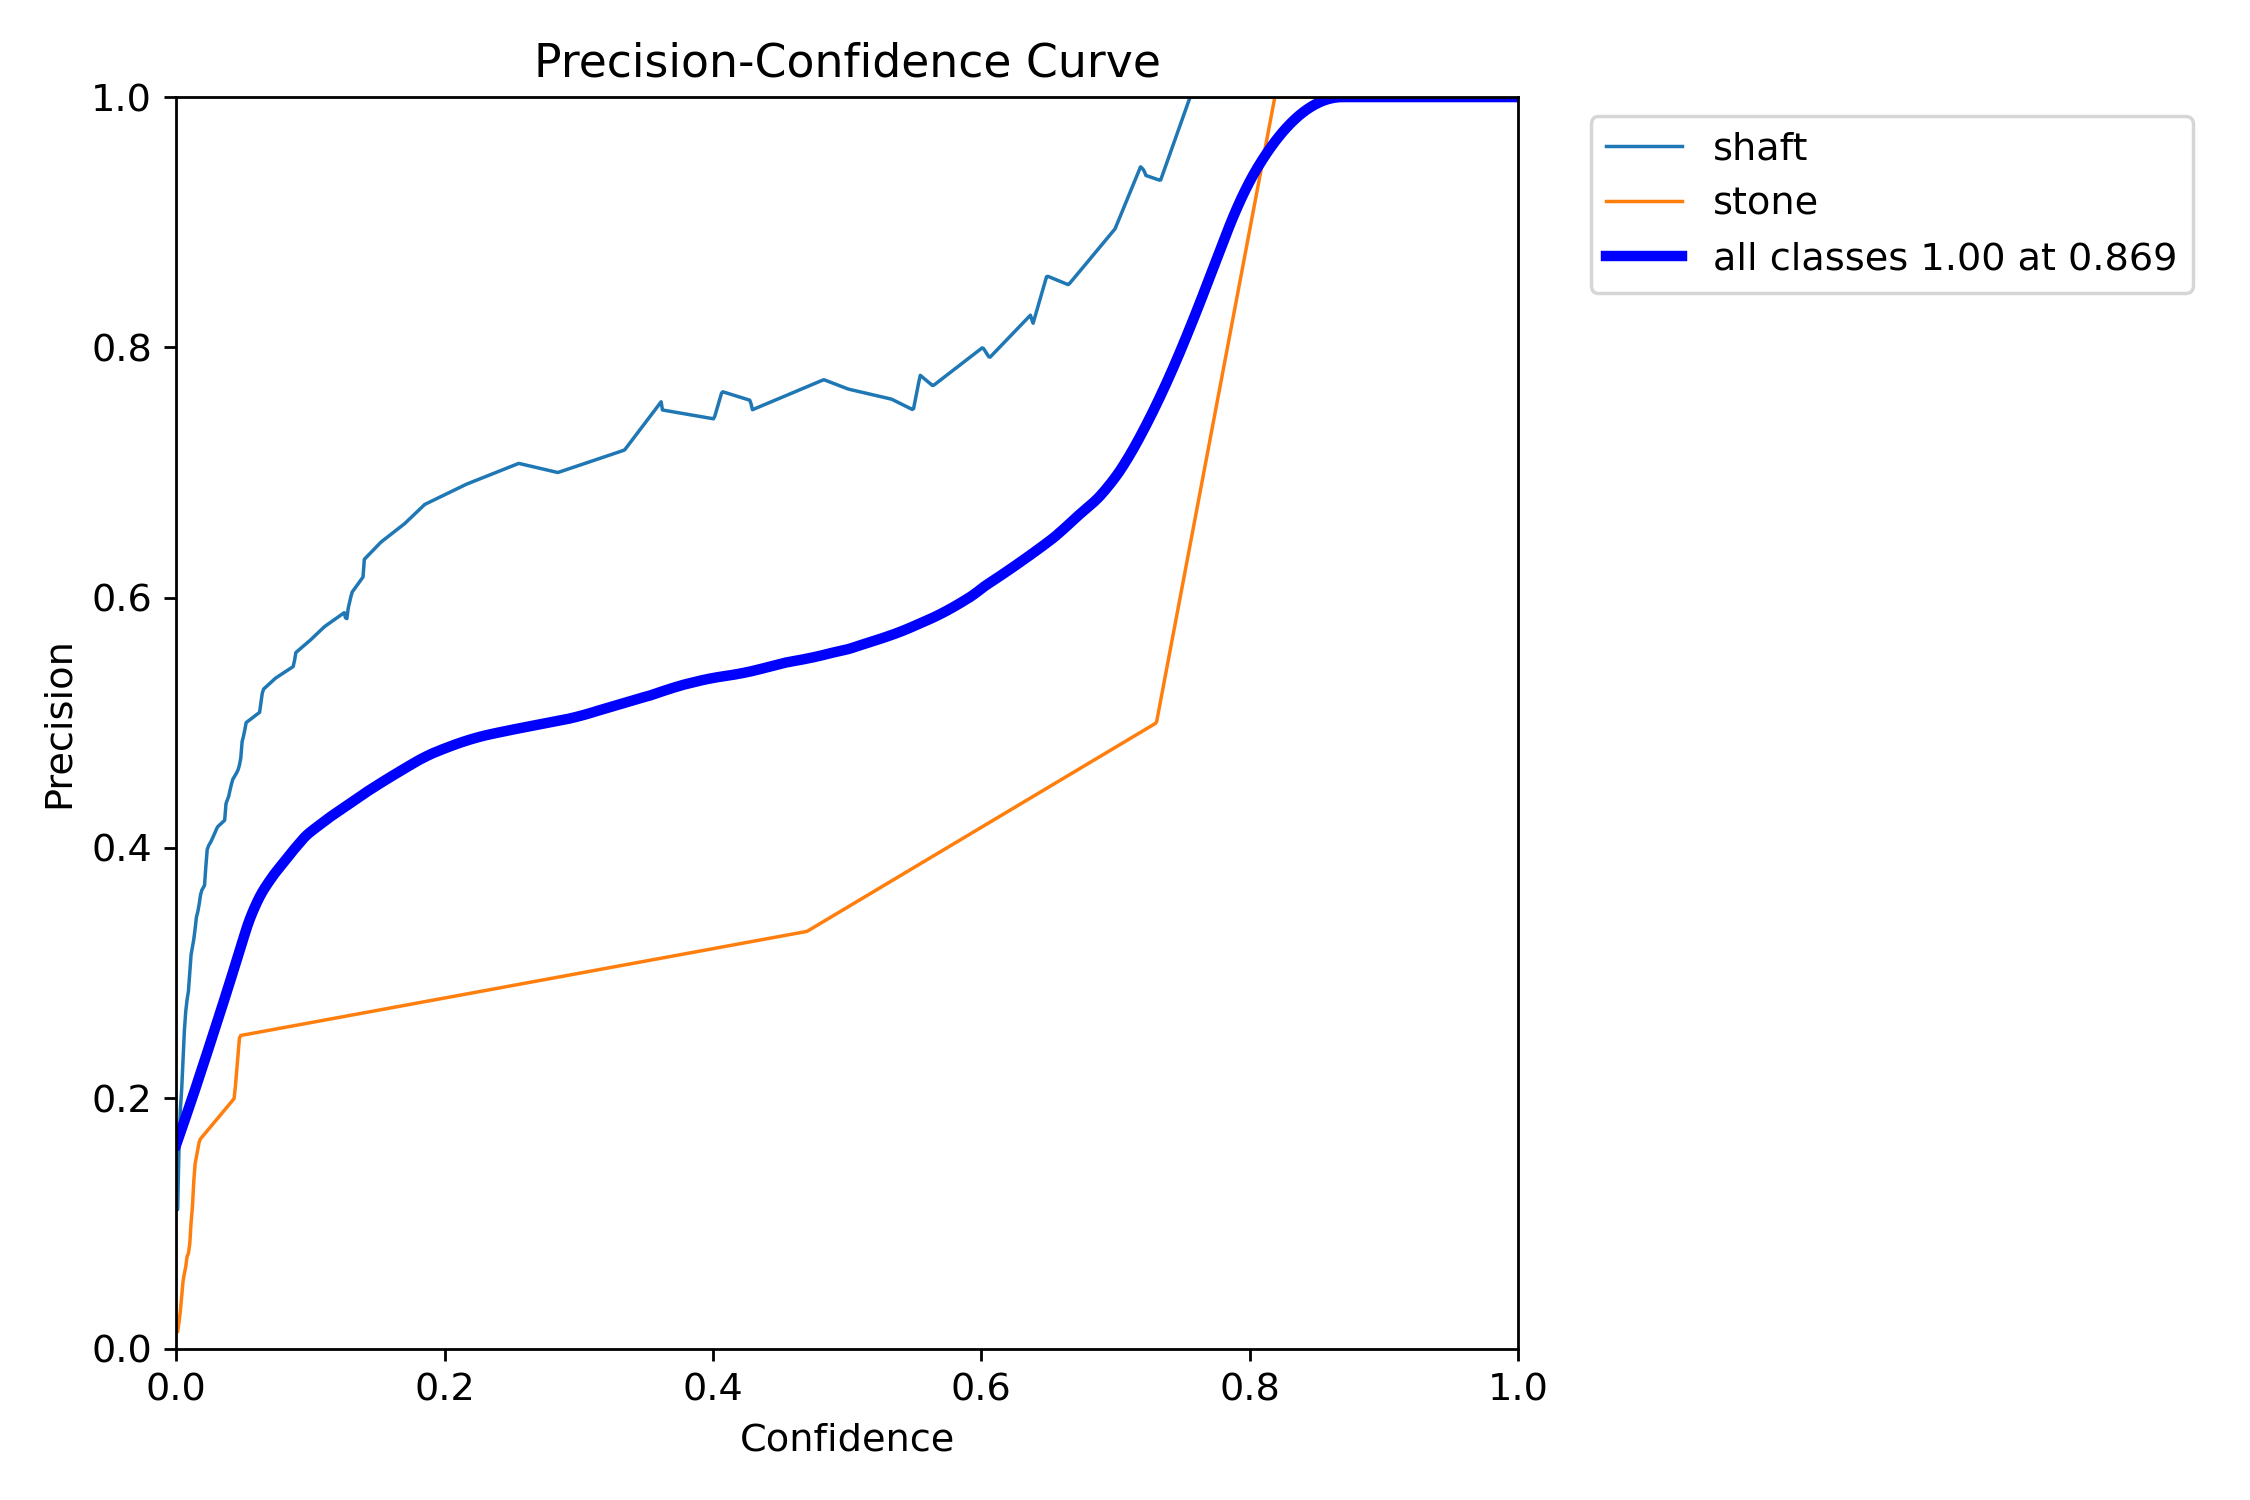 Precision-Confidence Curve
1.0
0.8
0.6
0.4
0.2
0.0
Precision
0.0 0.2 0.4 0.6 0.8 1.0
Confidence
shaft
stone
all classes 1.00 at 0.869